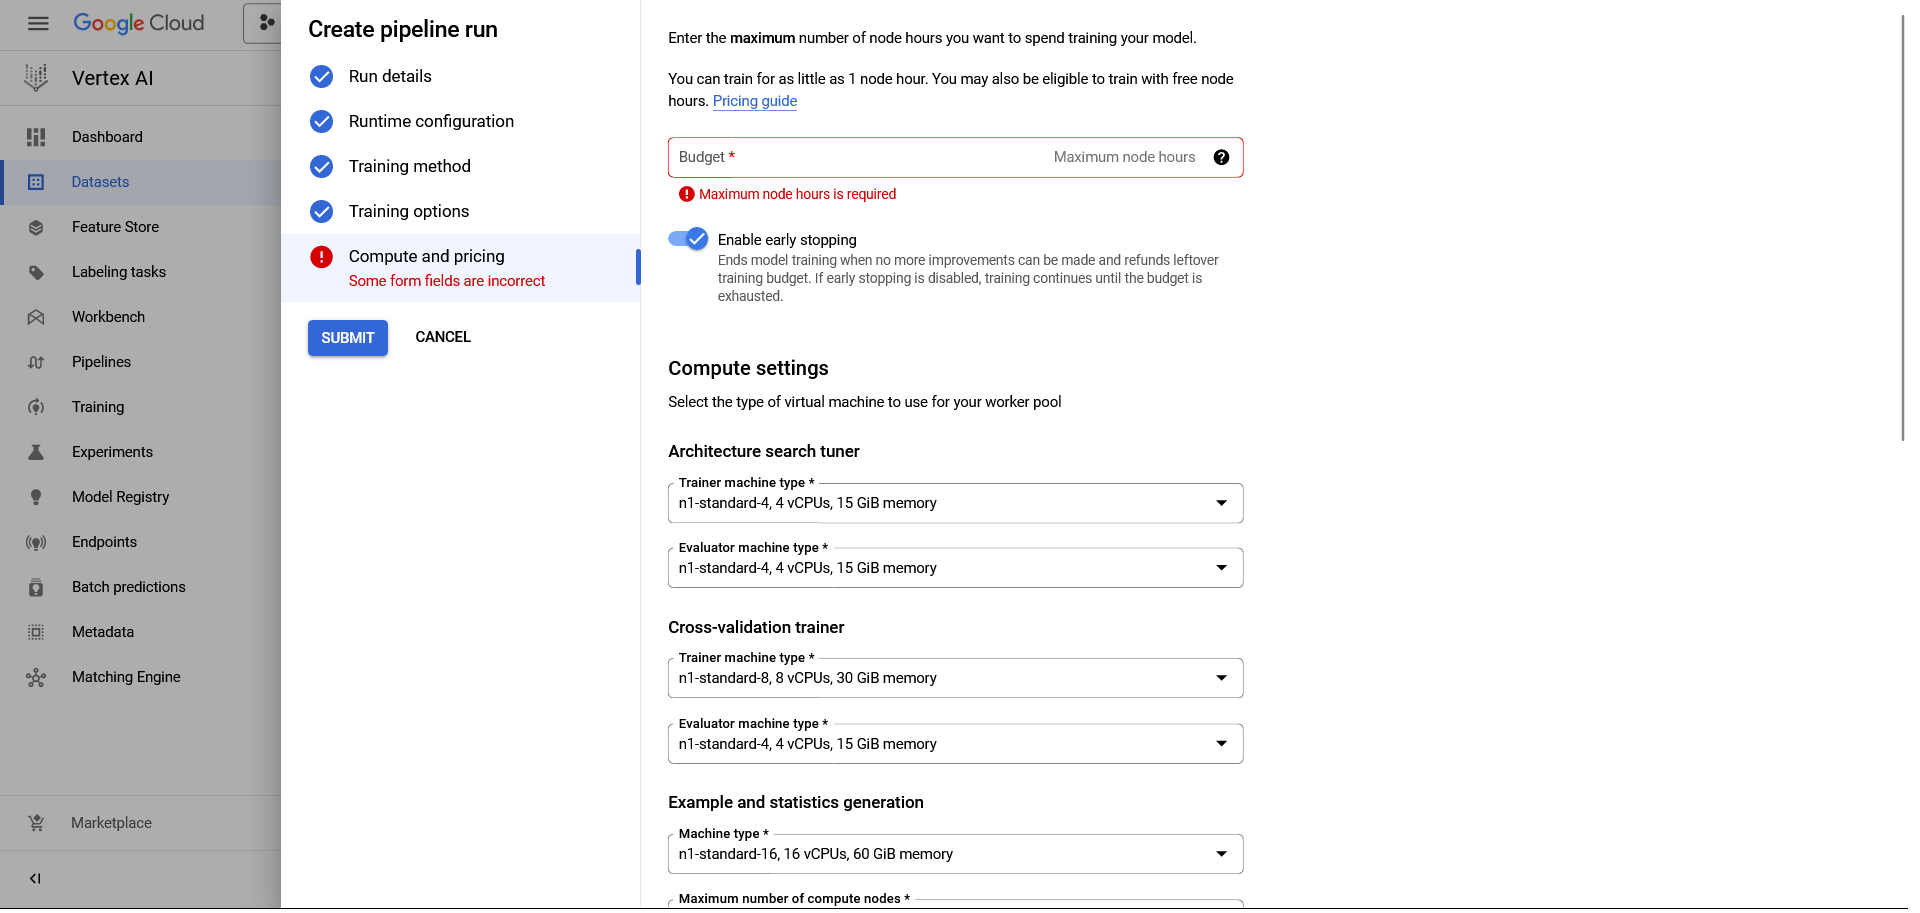 Google Cloud
Vertex AI
Dashboard
Datasets
Feature Store
Labeling tasks
Workbench
Pipelines
Training
Experiments
Model Registry
Endpoints
Batch predictions
Metadata
Matching Engine
Marketplace
Create pipeline run
Run details
Runtime configuration
Training method
Training options
Compute and pricing
Some form fields are incorrect
SUBMIT CANCEL
Enter the maximum number of node hours you want to spend training your model.
You can train for as little as 1 node hour. You may also be eligible to train with free node
hours. Pricing guide
Budget * Maximum node hours
Maximum node hours is required
Enable early stopping
Ends model training when no more improvements can be made and refunds leftover
training budget. If early stopping is disabled, training continues until the budget is
exhausted.
Compute settings
Select the type of virtual machine to use for your worker pool
Architecture search tuner
Trainer machine type *
n1-standard-4, 4 vCPUs, 15 GiB memory
Evaluator machine type *
n1-standard-4, 4 vCPUs, 15 GiB memory
Cross-validation trainer
Trainer machine type *
n1-standard-8, 8 vCPUs, 30 GiB memory
Evaluator machine type *
n1-standard-4, 4 vCPUs, 15 GiB memory
Example and statistics generation
Machine type *
n1-standard-16, 16 vCPUs, 60 GiB memory
Maximum number of compute nodes *